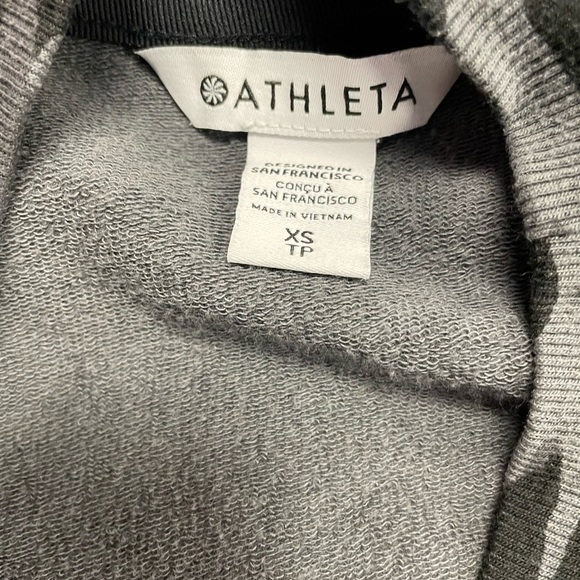 ATHLETA
DESIGNED IN
SAN FRANCISCO
CONÇU À
SAN FRANCISCO
MADE IN VIETNAM
XS
TP